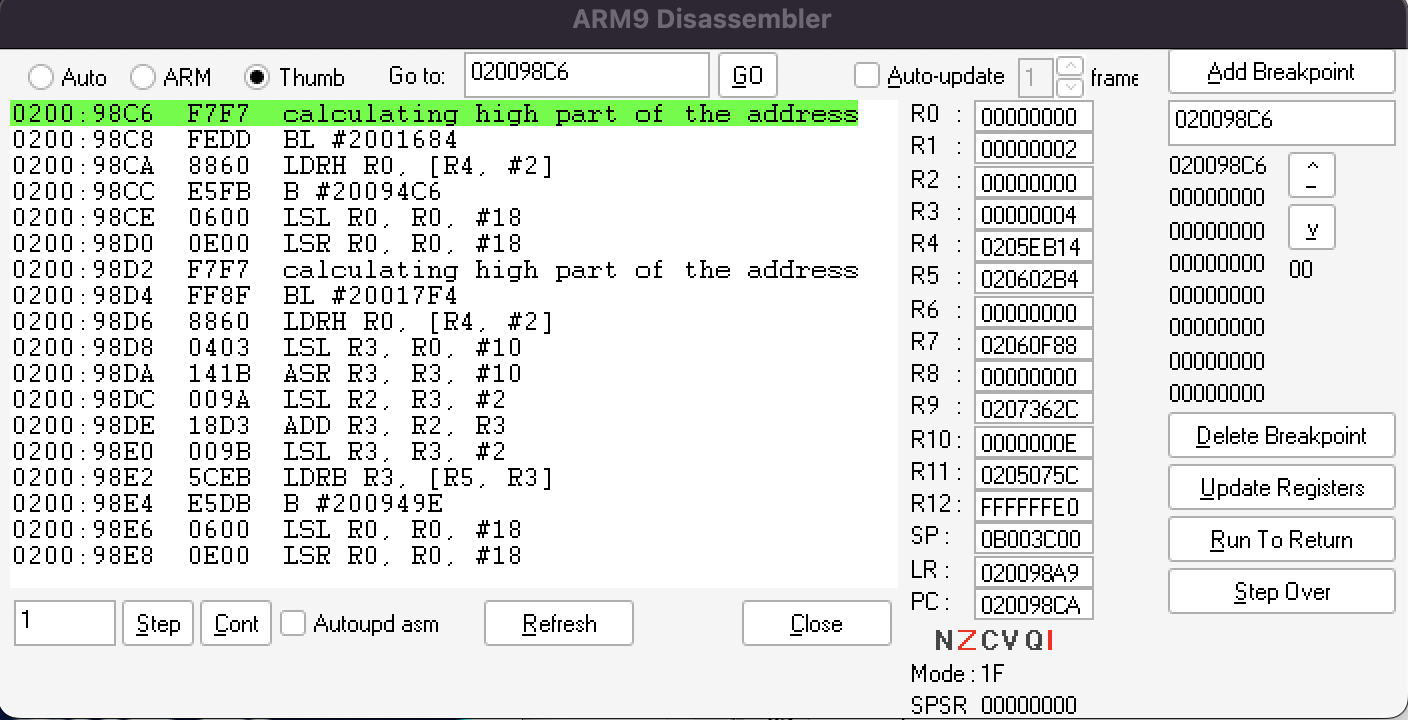 ARM9 Disassembler
Auto ARM Thumb Go to: 020098C6 GO Auto-update 1 frame Add Breakpoint
0200:98C6 F7F7 calculating high part of the address
0200:98C8 FEDD BL #2001684
0200:98CA 8860 LDRH R0, [R4, #2]
0200:98CC E5FB B #20094C6
0200:98CE 0600 LSL R0, R0, #18
0200:98D0 0E00 LSR R0, R0, #18
0200:98D2 F7F7 calculating high part of the address
0200:98D4 FF8F BL #20017F4
0200:98D6 8860 LDRH R0, [R4, #2]
0200:98D8 0403 LSL R3, R0, #10
0200:98DA 141B ASR R3, R3, #10
0200:98DC 009A LSL R2, R3, #2
0200:98DE 18D3 ADD R3, R2, R3
0200:98E0 009B LSL R3, R3, #2
0200:98E2 5CEB LDRB R3, [R5, R3]
0200:98E4 E5DB B #200949E
0200:98E6 0600 LSL R0, R0, #18
0200:98E8 0E00 LSR R0, R0, #18
1 Step Cont Autoupd asm Refresh Close
R0 : 00000000
R1 : 00000002
R2 : 00000000
R3 : 00000004
R4 : 0205EB14
R5 : 020602B4
R6 : 00000000
R7 : 02060F88
R8 : 00000000
R9 : 0207362C
R10: 0000000E
R11: 0205075C
R12: FFFFFFE0
SP: 0B003C00
LR: 020098A9
PC: 020098CA
NZCVQI
Mode : 1F
SPSR 00000000
020098C6
020098C6 ^
00000000
00000000 v
00000000 00
00000000
00000000
00000000
00000000
Delete Breakpoint
Update Registers
Run To Return
Step Over